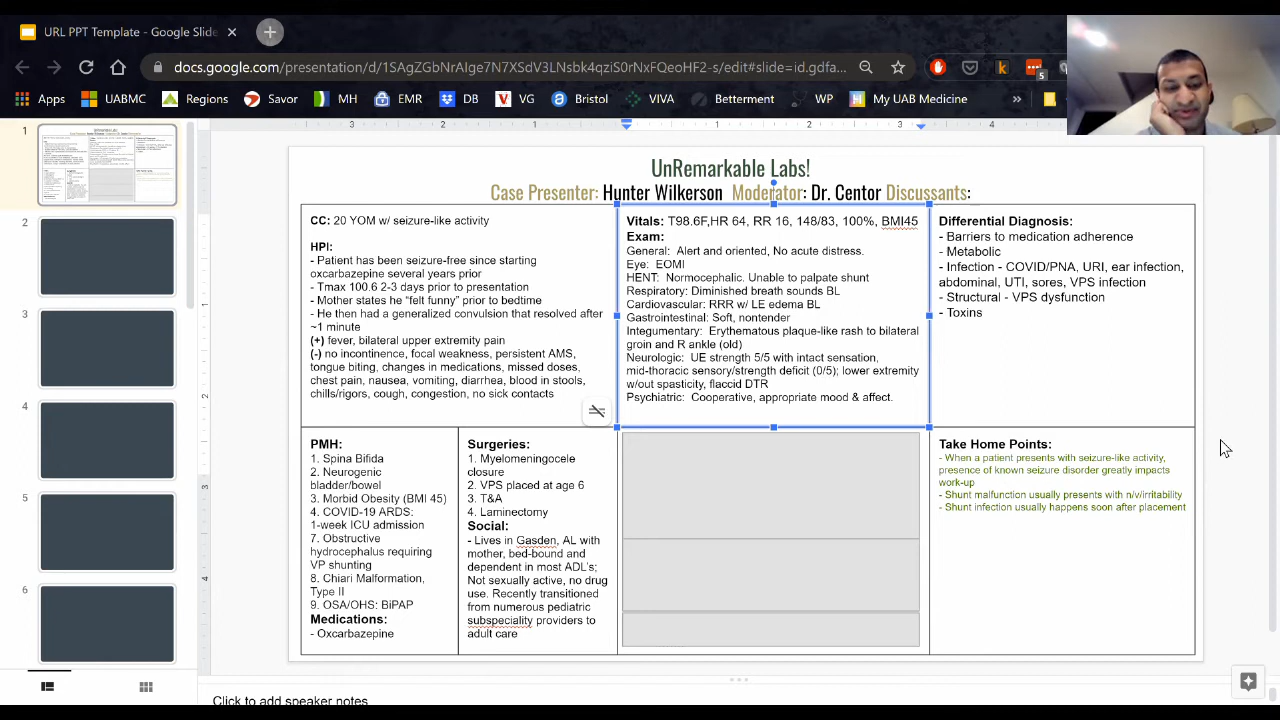 URL PPT Template - Google Slide
docs.google.com/presentation/d/1SAgZGbNrAIge7N7XSdV3LNsbk4gziS0rNxFQeoHF2-s/edit#slide=id.gdfa...
5
Apps
UABMC
Regions
Savor
MH
EMR
DB
VG
Bristol
VIVA
Betterment
WP
My UAB Medicine
»
3 2 1 1 2 3 4
1
2
3
4
5
6
UnRemarkable Labs!
Case Presenter: Hunter Wilkerson Moderator: Dr. Centor Discussants:
CC: 20 YOM w/ seizure-like activity
HPI:
- Patient has been seizure-free since starting
oxcarbazepine several years prior
- Tmax 100.6 2-3 days prior to presentation
- Mother states he “felt funny” prior to bedtime
- He then had a generalized convulsion that resolved after
~1 minute
(+) fever, bilateral upper extremity pain
(-) no incontinence, focal weakness, persistent AMS,
tongue biting, changes in medications, missed doses,
chest pain, nausea, vomiting, diarrhea, blood in stools,
chills/rigors, cough, congestion, no sick contacts
Vitals: T98.6F,HR 64, RR 16, 148/83, 100%, BMI45
Exam:
General: Alert and oriented, No acute distress.
Eye: EOMI
HENT: Normocephalic. Unable to palpate shunt
Respiratory: Diminished breath sounds BL
Cardiovascular: RRR w/ LE edema BL
Gastrointestinal: Soft, nontender
Integumentary: Erythematous plaque-like rash to bilateral
groin and R ankle (old)
Neurologic: UE strength 5/5 with intact sensation,
mid-thoracic sensory/strength deficit (0/5); lower extremity
w/out spasticity, flaccid DTR
Psychiatric: Cooperative, appropriate mood & affect.
Differential Diagnosis:
- Barriers to medication adherence
- Metabolic
- Infection - COVID/PNA, URI, ear infection,
abdominal, UTI, sores, VPS infection
- Structural - VPS dysfunction
- Toxins
PMH:
1. Spina Bifida
2. Neurogenic
bladder/bowel
3. Morbid Obesity (BMI 45)
4. COVID-19 ARDS:
1-week ICU admission
7. Obstructive
hydrocephalus requiring
VP shunting
8. Chiari Malformation,
Type II
9. OSA/OHS: BiPAP
Medications:
- Oxcarbazepine
Surgeries:
1. Myelomeningocele
closure
2. VPS placed at age 6
3. T&A
4. Laminectomy
Social:
- Lives in Gasden, AL with
mother, bed-bound and
dependent in most ADL's;
Not sexually active, no drug
use. Recently transitioned
from numerous pediatric
subspeciality providers to
adult care
Take Home Points:
- When a patient presents with seizure-like activity,
presence of known seizure disorder greatly impacts
work-up
- Shunt malfunction usually presents with n/v/irritability
- Shunt infection usually happens soon after placement
Click to add speaker notes